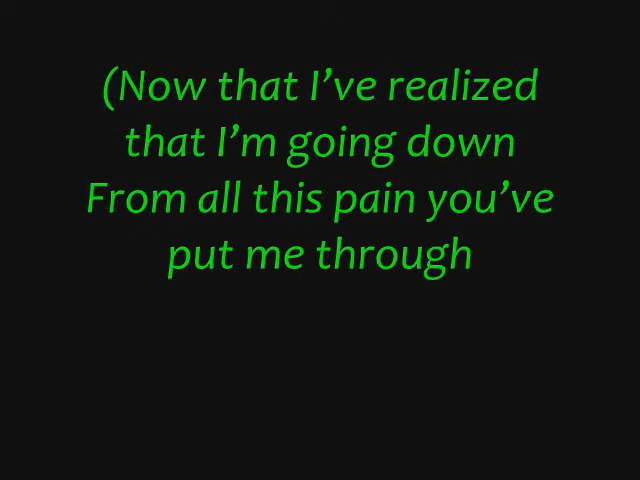 (Now that I’ve realized
that I’m going down
From all this pain you’ve
put me through